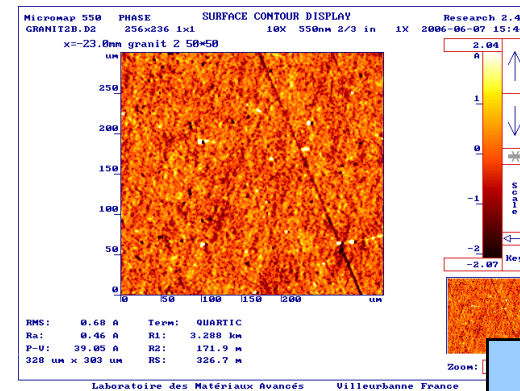 Micromap 550 PHASE SURFACE CONTOUR DISPLAY Research 2.4
GRANIT2B.D2 256x236 1x1 10X 550nm 2/3 in 1X 2006-06-07 15:4
x=-23.0mm granit 2 50*50
2.04
um
A
250
1
200
0
150
-1
Scale
100
50
-2
Key
-2.07
0
0 50 100 150 200 um
RMS: 0.68 A Term: QUARTIC
Ra: 0.46 A R1: 3.288 km
P-V: 39.05 A R2: 171.9 m
328 um x 303 um RS: 326.7 m
Zoom:
Laboratoire des Matériaux Avancés Villeurbanne France